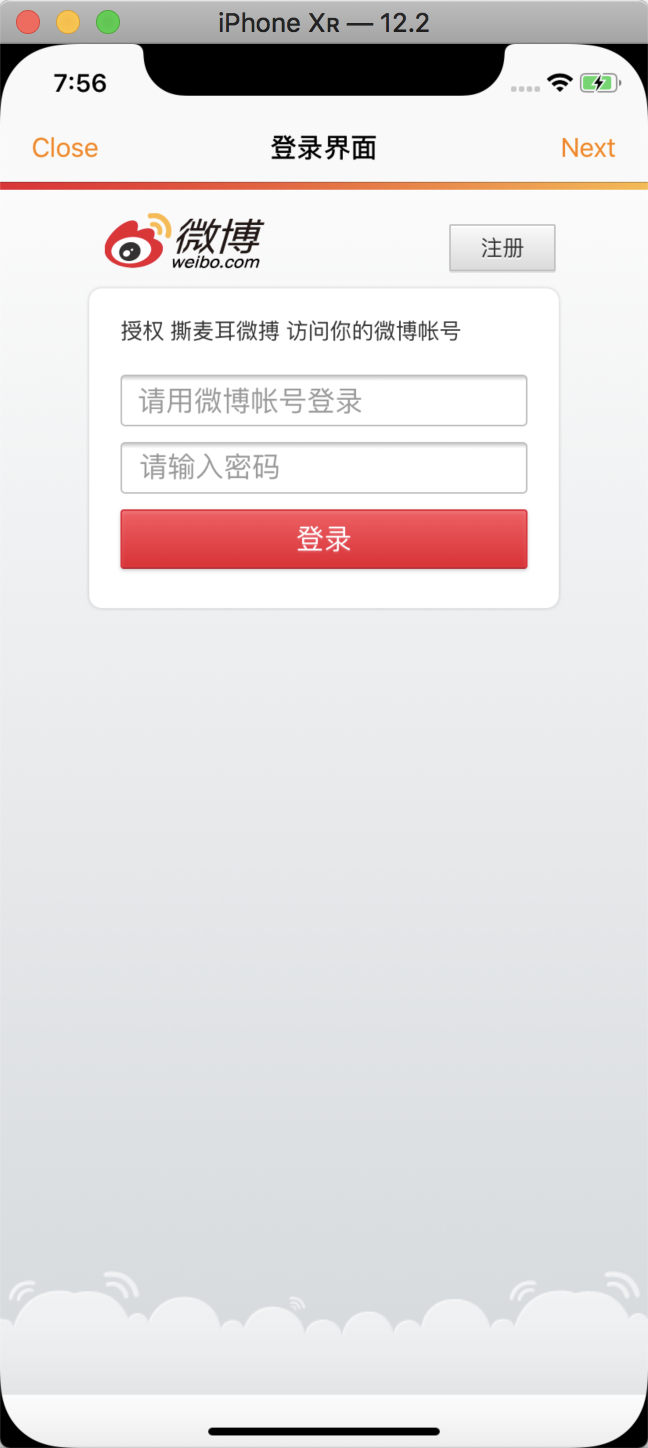 iPhone Xʀ — 12.2
7:56
Close
登录界面
Next
微博
weibo.com
注册
授权 撕麦耳微搏 访问你的微博帐号
请用微博帐号登录
请输入密码
登录